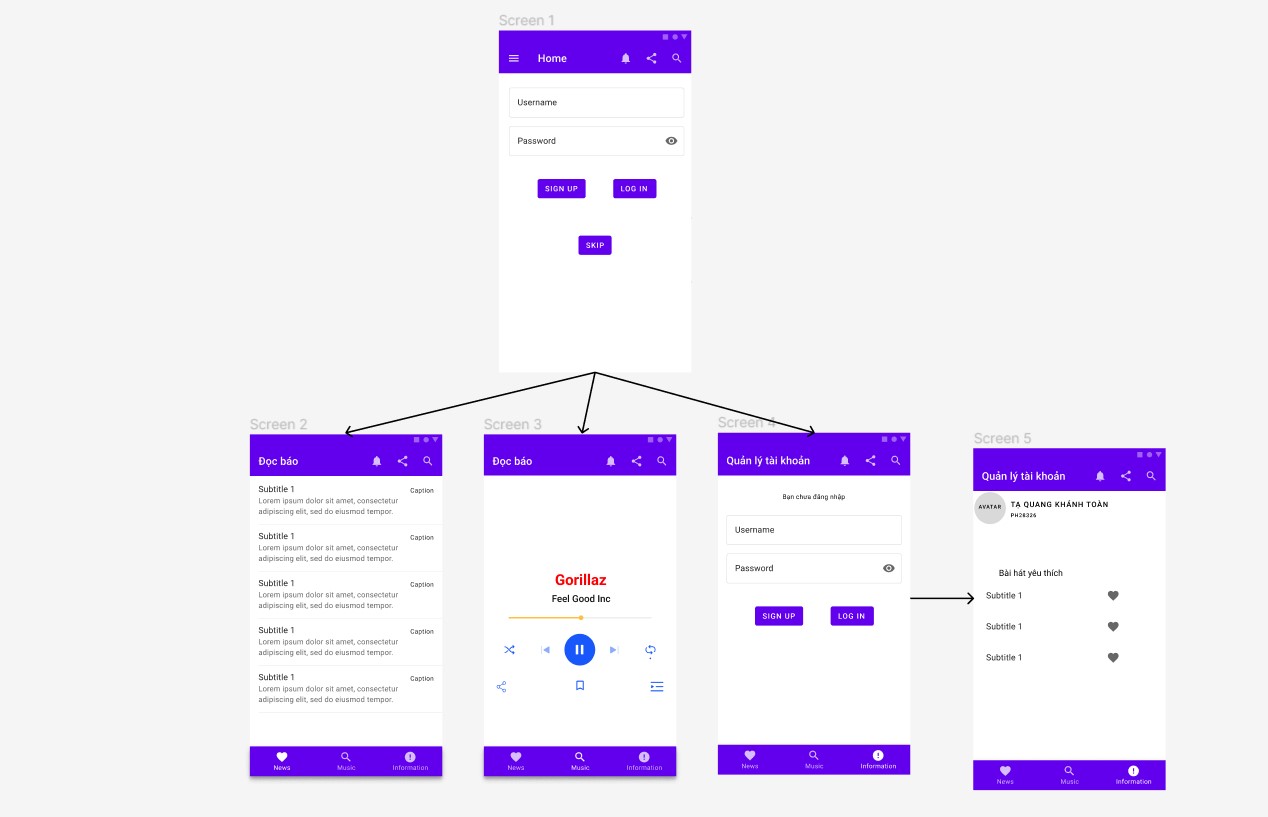 Screen 1
Home
Username
Password
SIGN UP
LOG IN
SKIP
Screen 2
Đọc báo
Subtitle 1
Caption
Lorem ipsum dolor sit amet, consectetur
adipiscing elit, sed do eiusmod tempor.
Subtitle 1
Caption
Lorem ipsum dolor sit amet, consectetur
adipiscing elit, sed do eiusmod tempor.
Subtitle 1
Caption
Lorem ipsum dolor sit amet, consectetur
adipiscing elit, sed do eiusmod tempor.
Subtitle 1
Caption
Lorem ipsum dolor sit amet, consectetur
adipiscing elit, sed do eiusmod tempor.
Subtitle 1
Caption
Lorem ipsum dolor sit amet, consectetur
adipiscing elit, sed do eiusmod tempor.
News
Music
Information
Screen 3
Đọc báo
Gorillaz
Feel Good Inc
News
Music
Information
Screen 4
Quản lý tài khoản
Bạn chưa đăng nhập
Username
Password
SIGN UP
LOG IN
News
Music
Information
Screen 5
Quản lý tài khoản
AVATAR
TẠ QUANG KHÁNH TOÀN
PH28326
Bài hát yêu thích
Subtitle 1
Subtitle 1
Subtitle 1
News
Music
Information